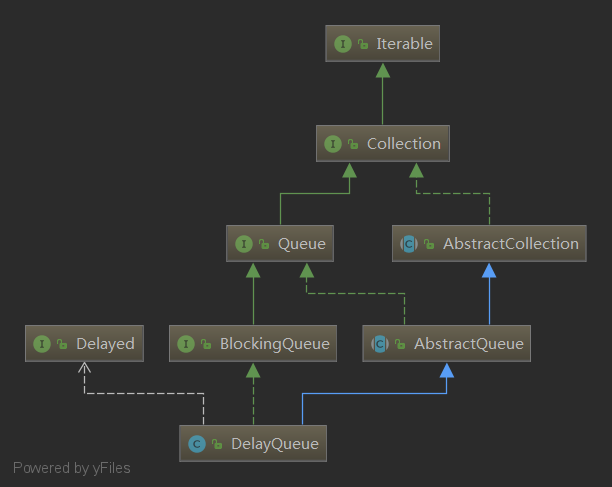 I Iterable
I Collection
I Queue
C AbstractCollection
I Delayed
I BlockingQueue
C AbstractQueue
C DelayQueue
Powered by yFiles